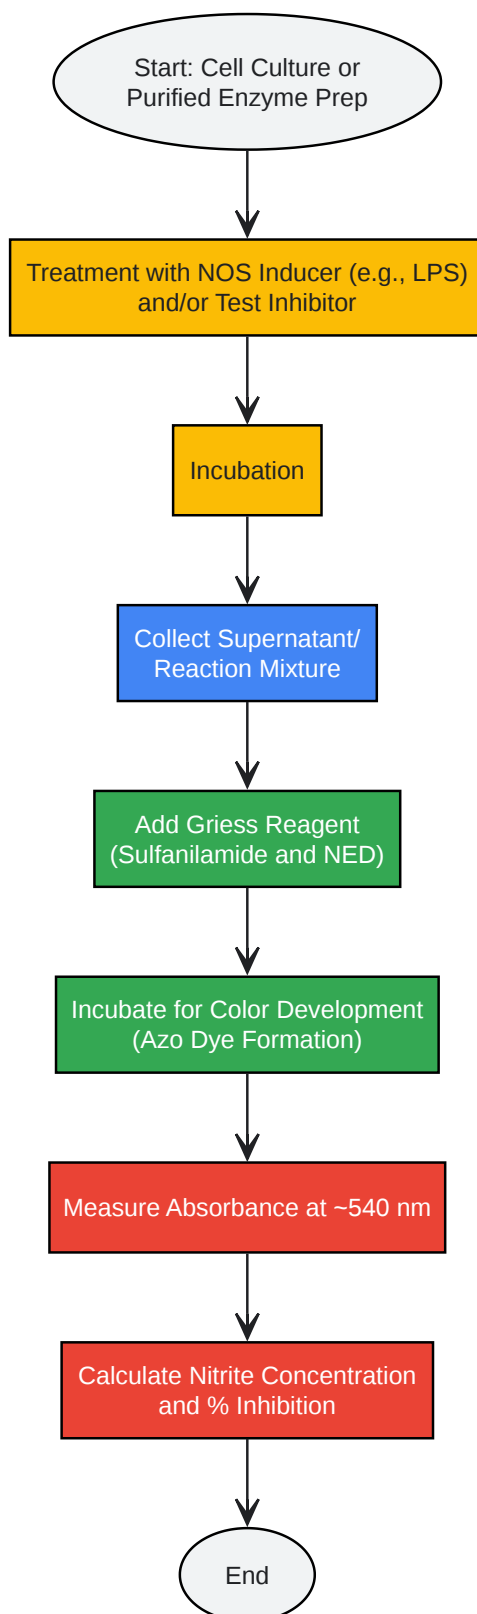 Start: Cell Culture or
Purified Enzyme Prep
Treatment with NOS Inducer (e.g., LPS)
and/or Test Inhibitor
Incubation
Collect Supernatant/
Reaction Mixture
Add Griess Reagent
(Sulfanilamide and NED)
Incubate for Color Development
(Azo Dye Formation)
Measure Absorbance at ~540 nm
Calculate Nitrite Concentration
and % Inhibition
End